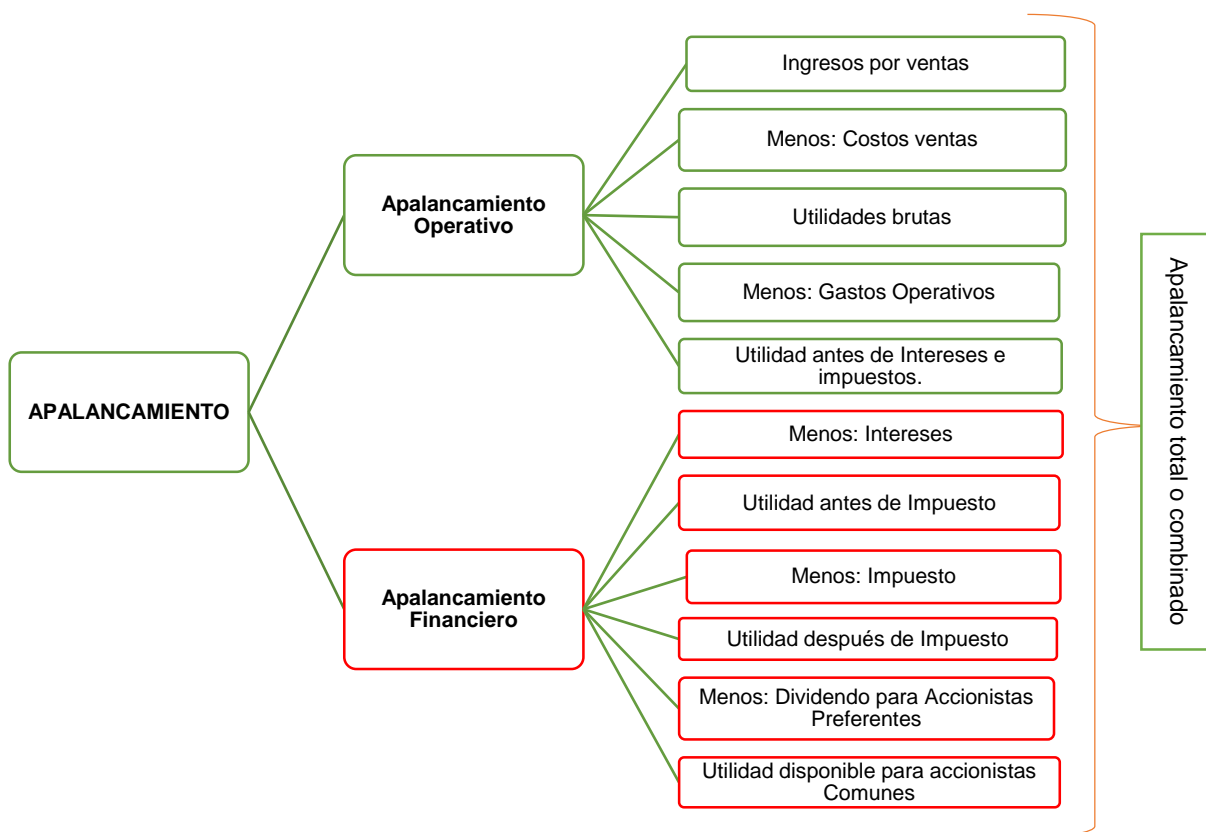 APALANCAMIENTO
Apalancamiento
Operativo
Ingresos por ventas
Menos: Costos ventas
Utilidades brutas
Menos: Gastos Operativos
Utilidad antes de Intereses e
impuestos.
Apalancamiento
Financiero
Menos: Intereses
Utilidad antes de Impuesto
Menos: Impuesto
Utilidad después de Impuesto
Menos: Dividendo para Accionistas
Preferentes
Utilidad disponible para accionistas
Comunes
Apalancamiento total o combinado